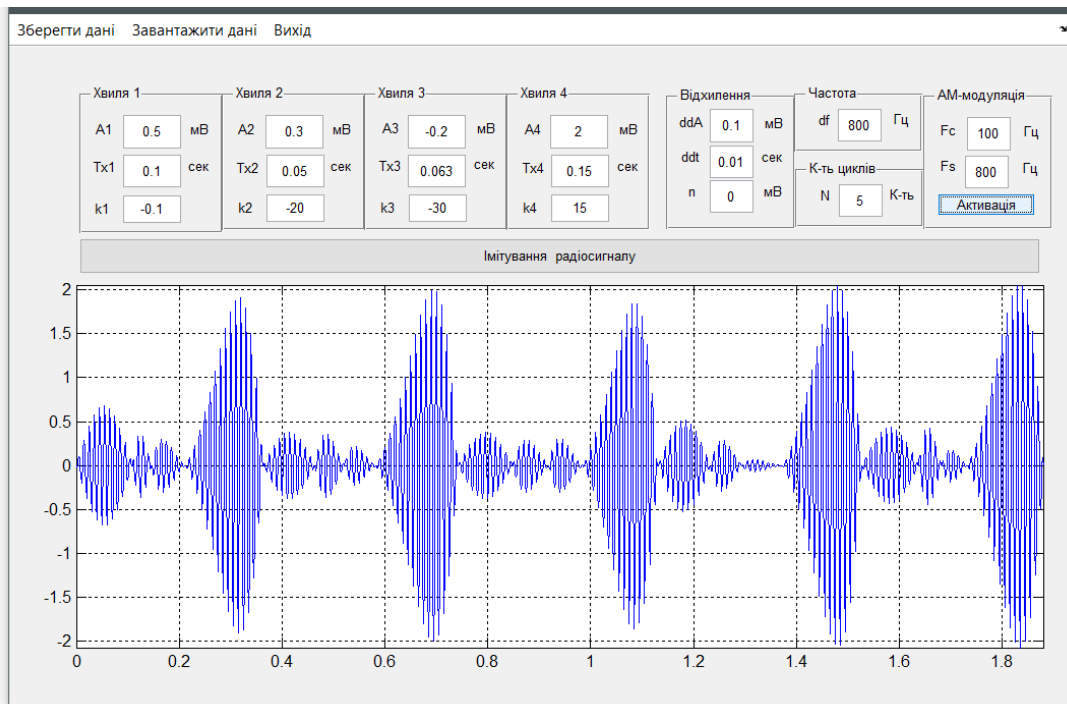 Зберегти дані Завантажити дані Вихід
Хвиля 1 Хвиля 2 Хвиля 3 Хвиля 4 Відхилення Частота АМ-модуляція
A1 0.5 мВ A2 0.3 мВ A3 -0.2 мВ A4 2 мВ ddA 0.1 мВ df 800 Гц Fc 100 Гц
Tx1 0.1 сек Tx2 0.05 сек Tx3 0.063 сек Tx4 0.15 сек ddt 0.01 сек К-ть циклів Fs 800 Гц
k1 -0.1 k2 -20 k3 -30 k4 15 n 0 мВ N 5 К-ть Активація
Імітування радіосигналу
2
1.5
1
0.5
0
-0.5
-1
-1.5
-2
0 0.2 0.4 0.6 0.8 1 1.2 1.4 1.6 1.8